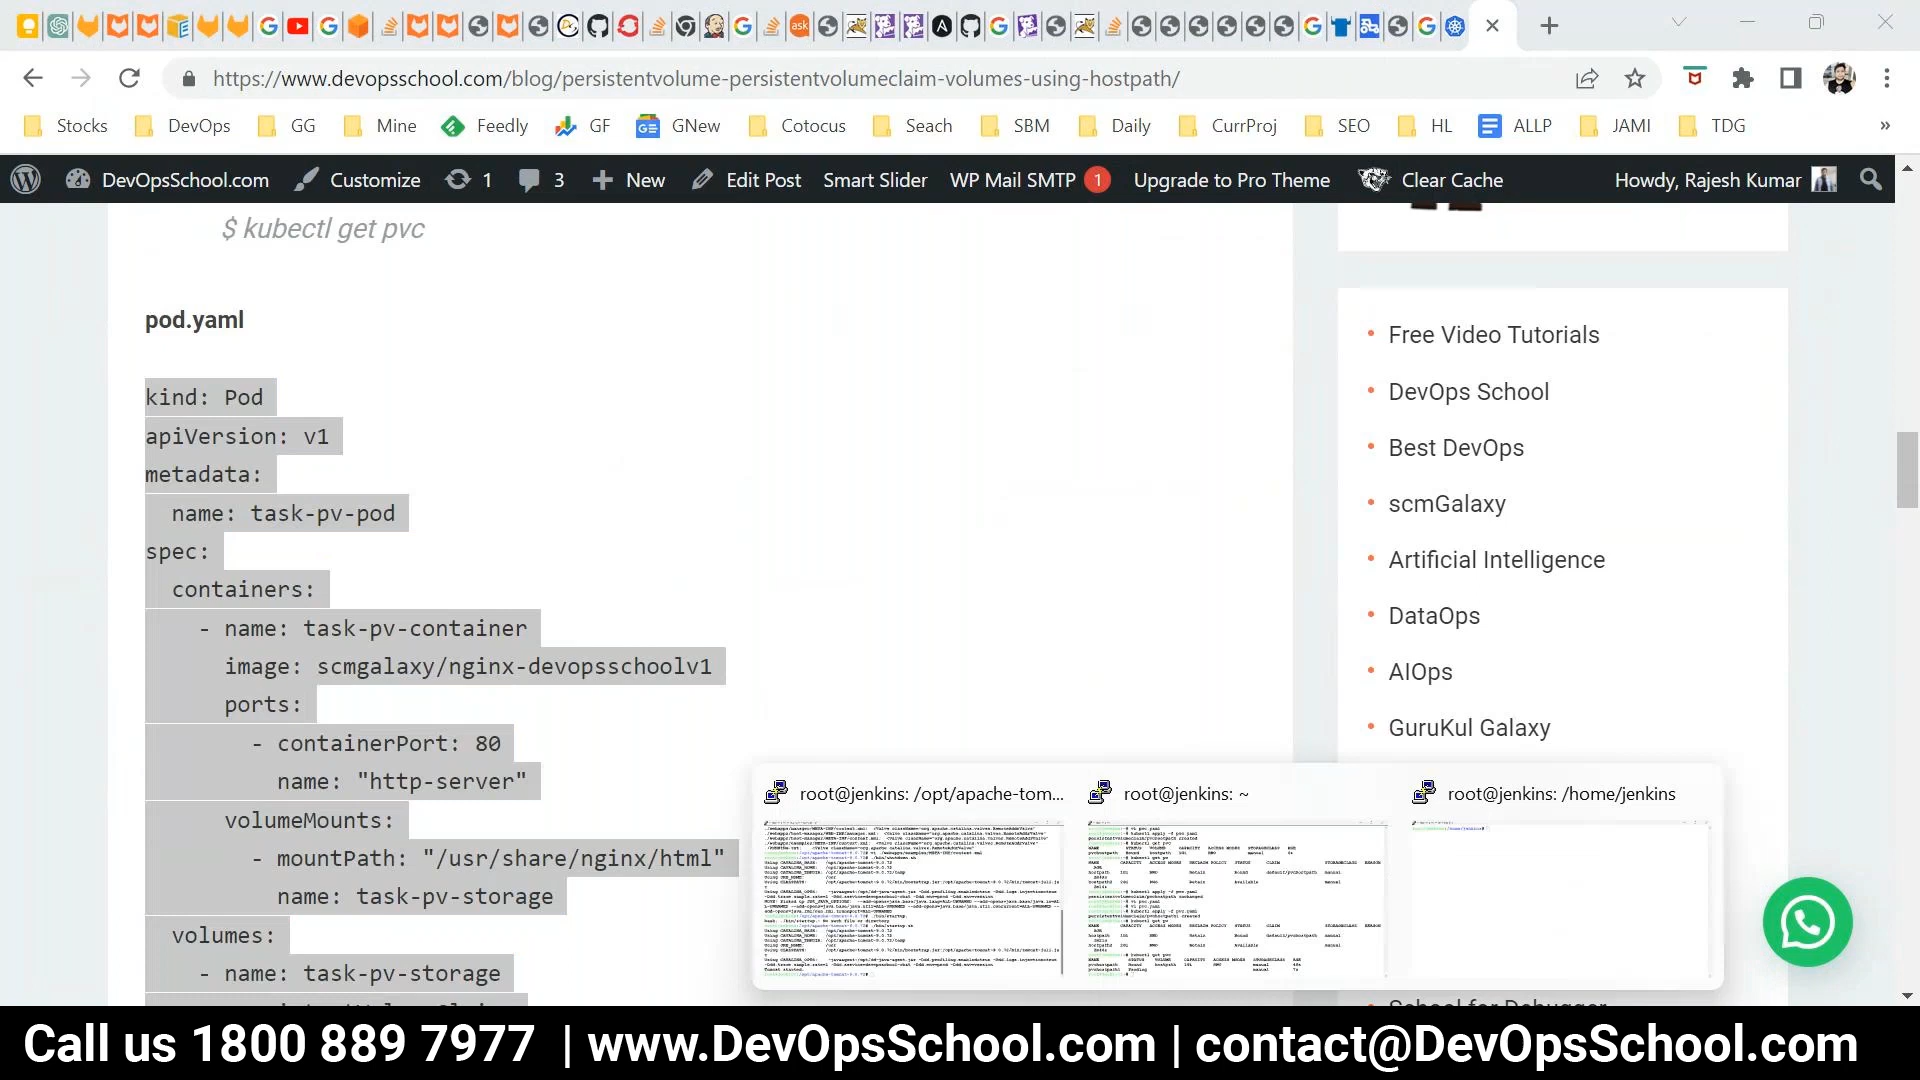 https://www.devopsschool.com/blog/persistentvolume-persistentvolumeclaim-volumes-using-hostpath/
Stocks DevOps GG Mine Feedly GF GNew Cotocus Seach SBM Daily CurrProj SEO HL ALLP JAMI TDG »
DevOpsSchool.com Customize 1 3 New Edit Post Smart Slider WP Mail SMTP 1 Upgrade to Pro Theme Clear Cache Howdy, Rajesh Kumar
$ kubectl get pvc
pod.yaml
kind: Pod
apiVersion: v1
metadata:
name: task-pv-pod
spec:
containers:
- name: task-pv-container
image: scmgalaxy/nginx-devopsschoolv1
ports:
- containerPort: 80
name: "http-server"
volumeMounts:
- mountPath: "/usr/share/nginx/html"
name: task-pv-storage
volumes:
- name: task-pv-storage
Free Video Tutorials
DevOps School
Best DevOps
scmGalaxy
Artificial Intelligence
DataOps
AIOps
GuruKul Galaxy
School for Debugger
root@jenkins: /opt/apache-tom...
root@jenkins: ~
root@jenkins: /home/jenkins
Call us 1800 889 7977 | www.DevOpsSchool.com | contact@DevOpsSchool.com